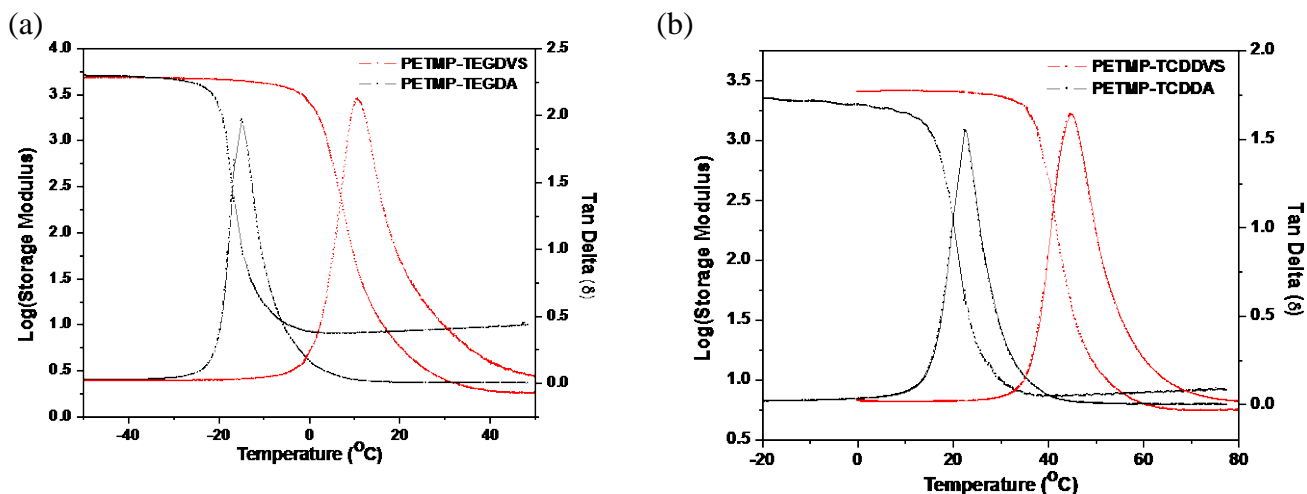 (a)
4.0
3.5
3.0
2.5
2.0
1.5
1.0
0.5
0.0
Log(Storage Modulus)
PETMP-TEGDVS
PETMP-TEGDA
2.5
2.0
1.5
1.0
0.5
0.0
Tan Delta (δ)
-40 -20 0 20 40
Temperature (°C)
(b)
3.5
3.0
2.5
2.0
1.5
1.0
0.5
Log(Storage Modulus)
PETMP-TCDDVS
PETMP-TCDDA
2.0
1.5
1.0
0.5
0.0
Tan Delta (δ)
-20 0 20 40 60 80
Temperature (°C)